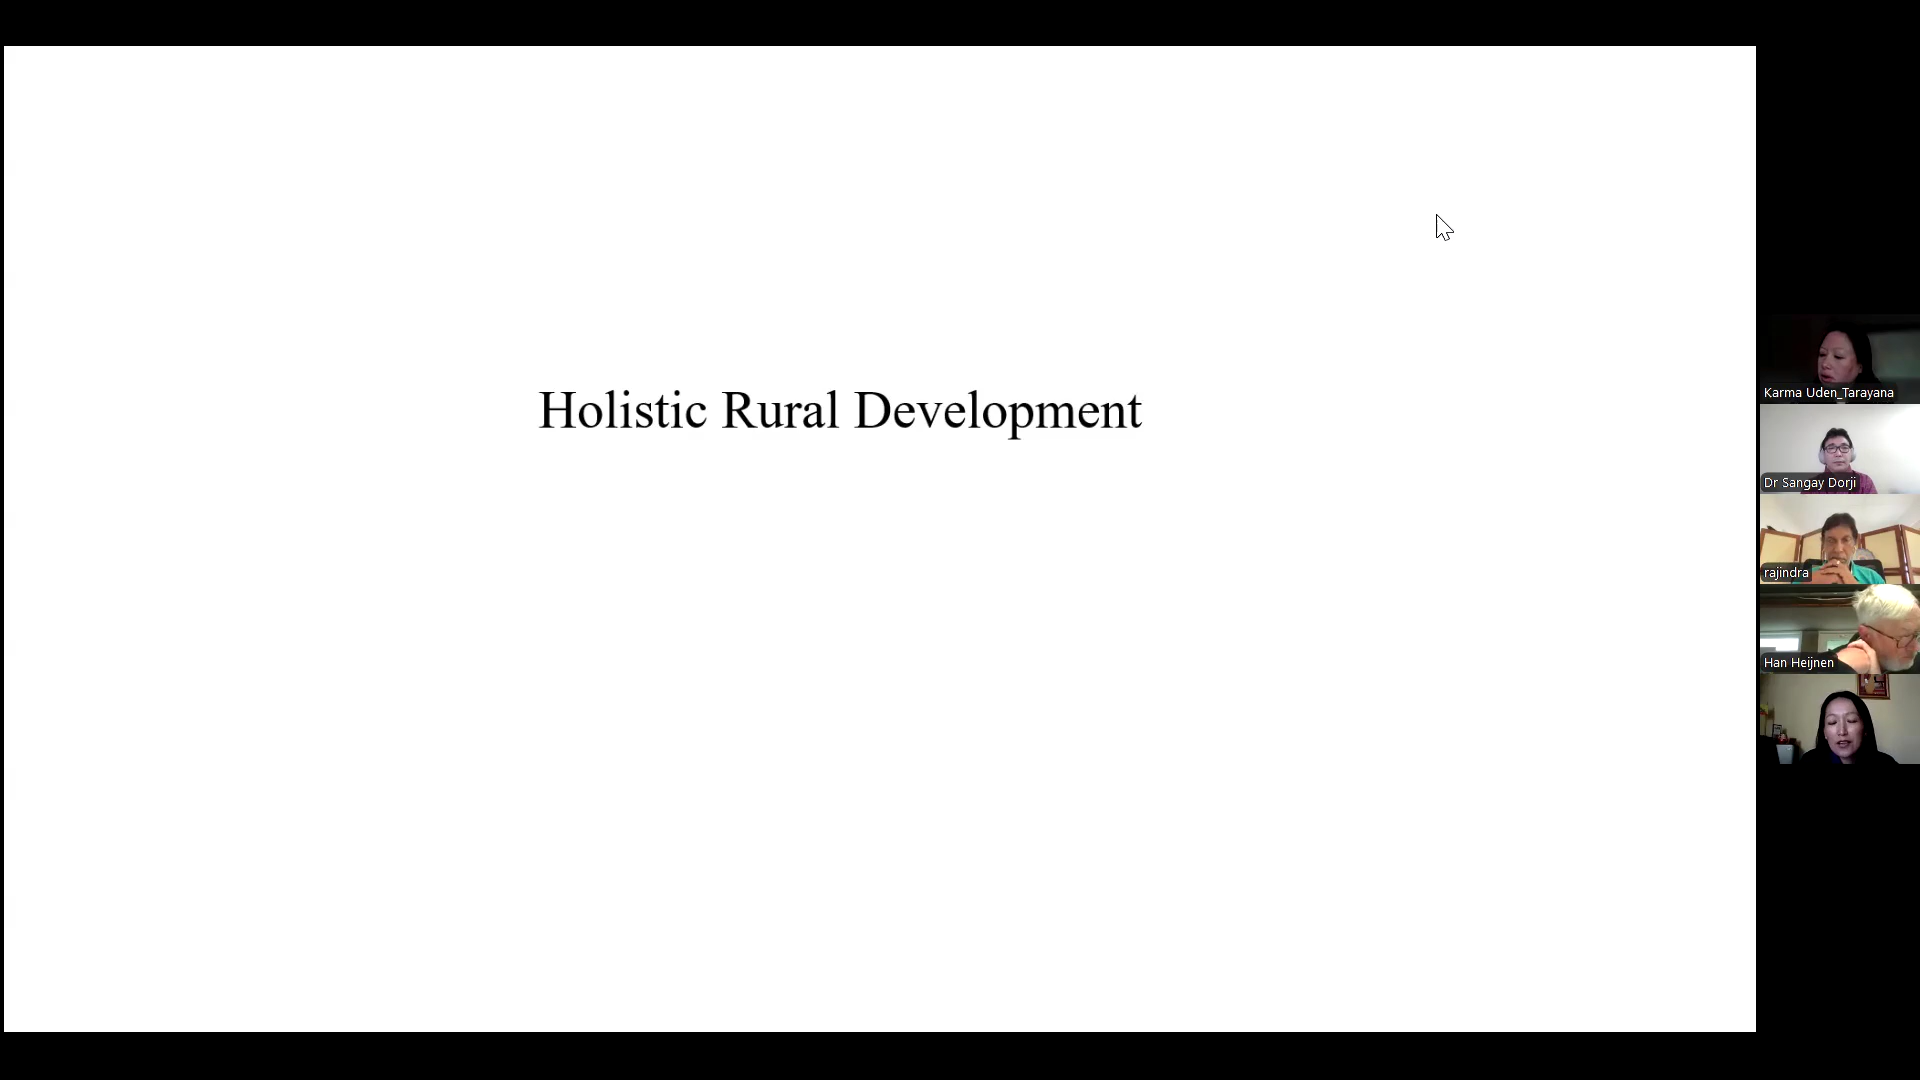 Holistic Rural Development
Karma Uden_Tarayana
Dr Sangay Dorji
rajindra
Han Heijnen